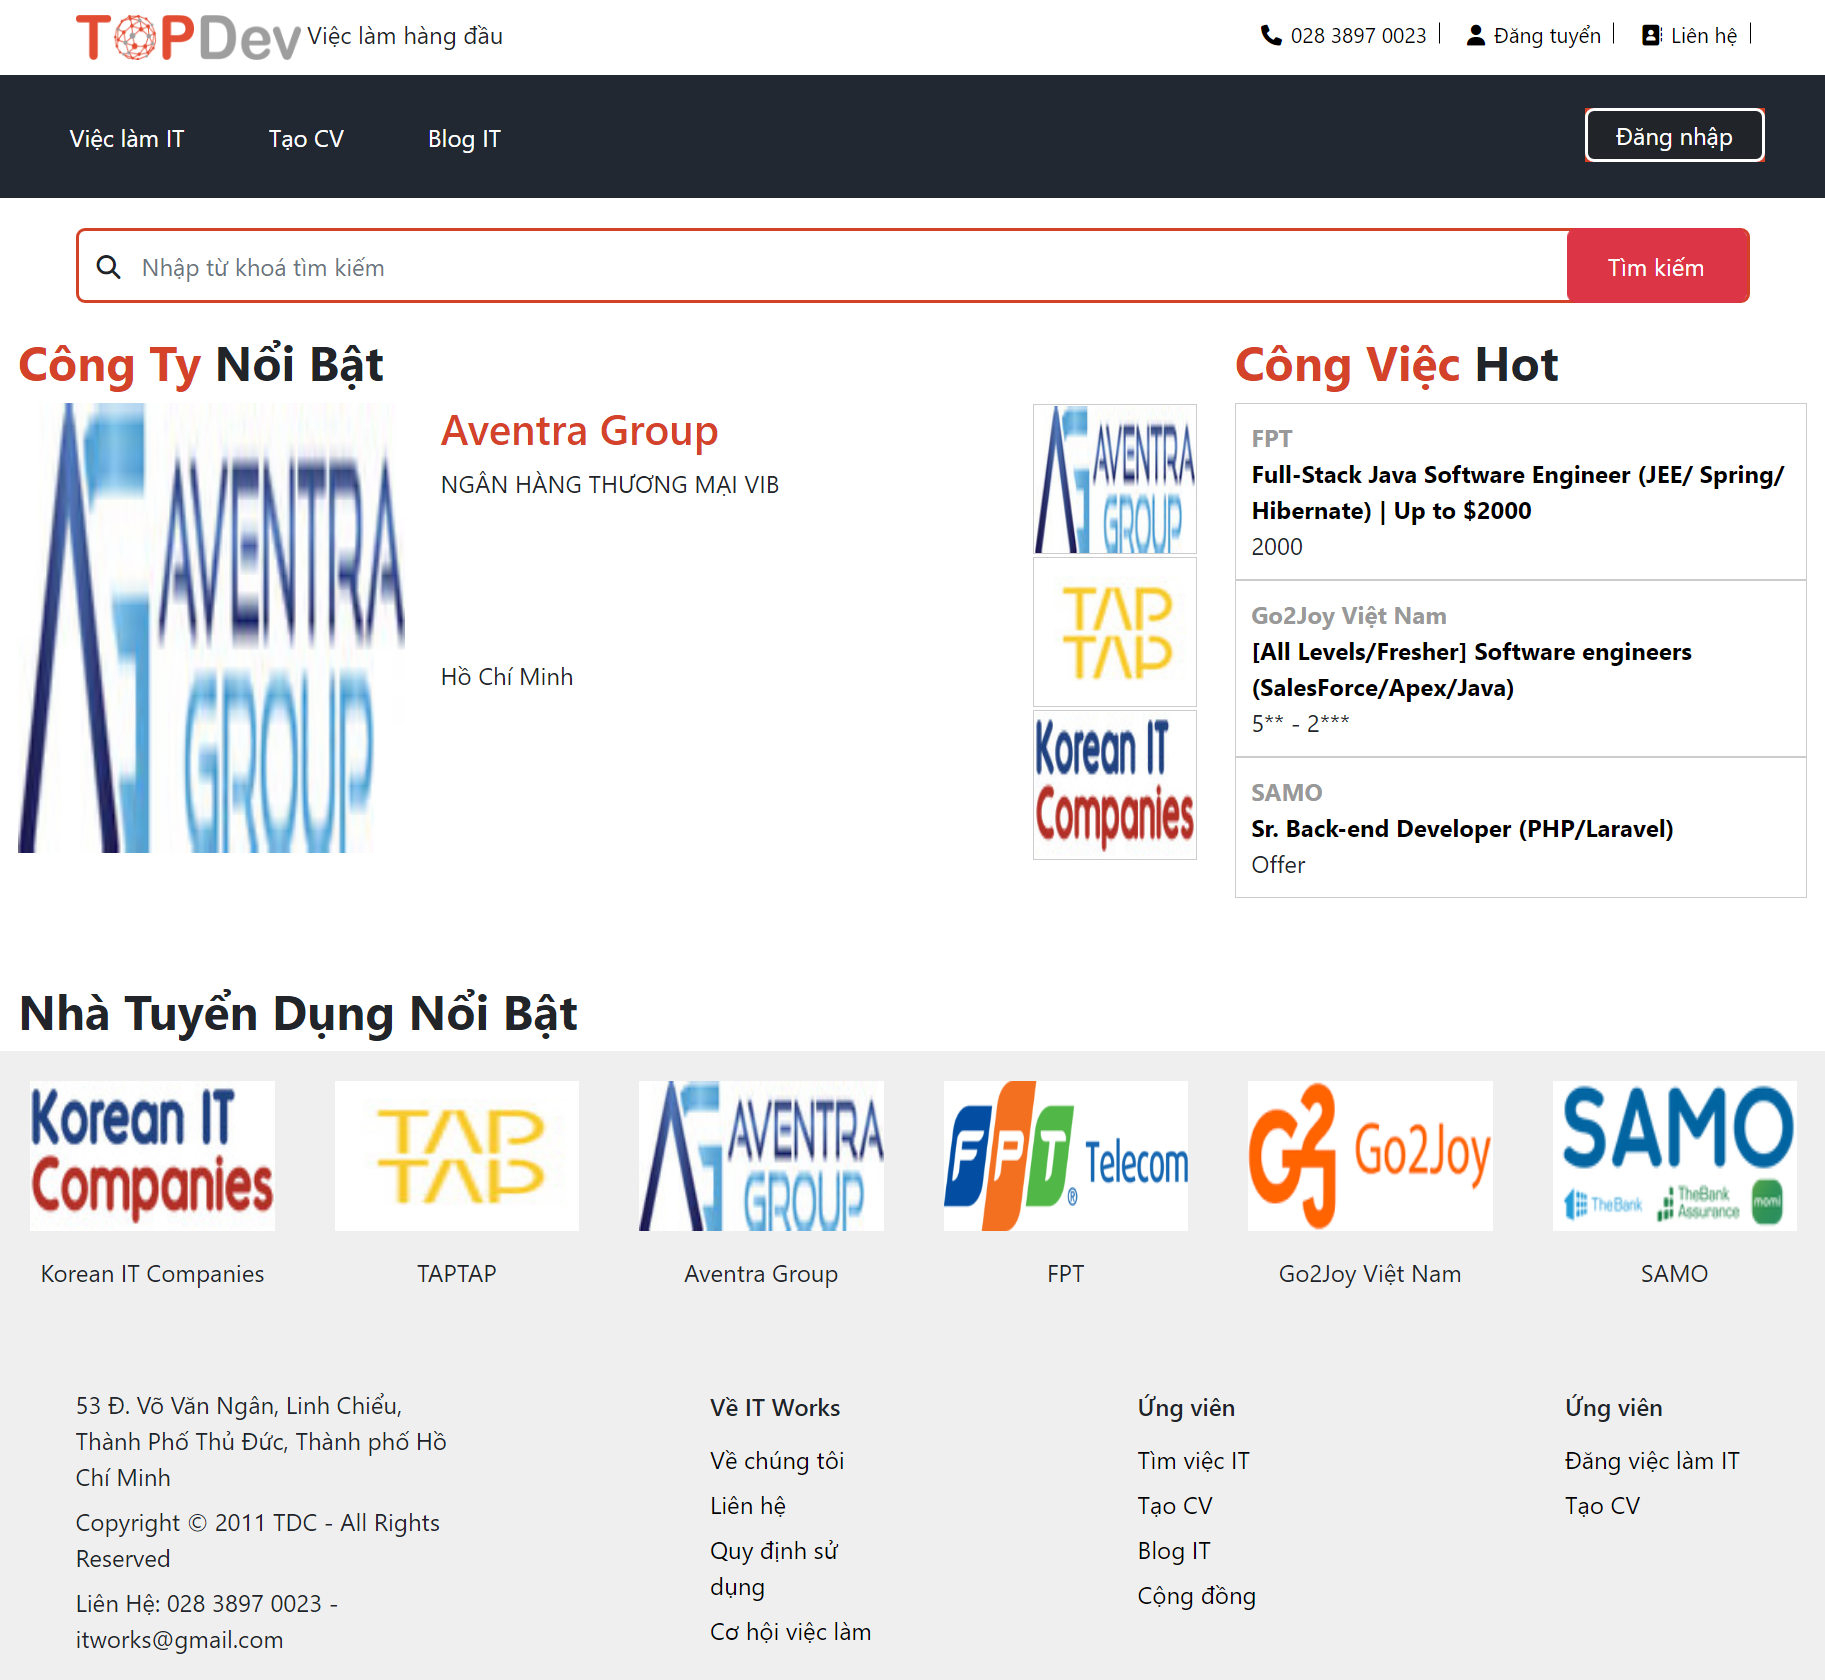 TOPDev Việc làm hàng đầu
028 3897 0023
Đăng tuyển
Liên hệ
Việc làm IT
Tạo CV
Blog IT
Đăng nhập
Nhập từ khoá tìm kiếm
Tìm kiếm
Công Ty Nổi Bật
AVENTRA
GROUP
Aventra Group
NGÂN HÀNG THƯƠNG MẠI VIB
Hồ Chí Minh
AVENTRA
GROUP
TAP
TAP
Korean IT
Companies
Công Việc Hot
FPT
Full-Stack Java Software Engineer (JEE/ Spring/
Hibernate) | Up to $2000
2000
Go2Joy Việt Nam
[All Levels/Fresher] Software engineers
(SalesForce/Apex/Java)
5** - 2***
SAMO
Sr. Back-end Developer (PHP/Laravel)
Offer
Nhà Tuyển Dụng Nổi Bật
Korean IT
Companies
TAP
TAP
AVENTRA
GROUP
FPT® Telecom
G2J Go2Joy
SAMO
TheBank
TheBank
Assurance
momi
Korean IT Companies
TAPTAP
Aventra Group
FPT
Go2Joy Việt Nam
SAMO
53 Đ. Võ Văn Ngân, Linh Chiểu,
Thành Phố Thủ Đức, Thành phố Hồ
Chí Minh
Copyright © 2011 TDC - All Rights
Reserved
Liên Hệ: 028 3897 0023 -
itworks@gmail.com
Về IT Works
Về chúng tôi
Liên hệ
Quy định sử
dụng
Cơ hội việc làm
Ứng viên
Tìm việc IT
Tạo CV
Blog IT
Cộng đồng
Ứng viên
Đăng việc làm IT
Tạo CV